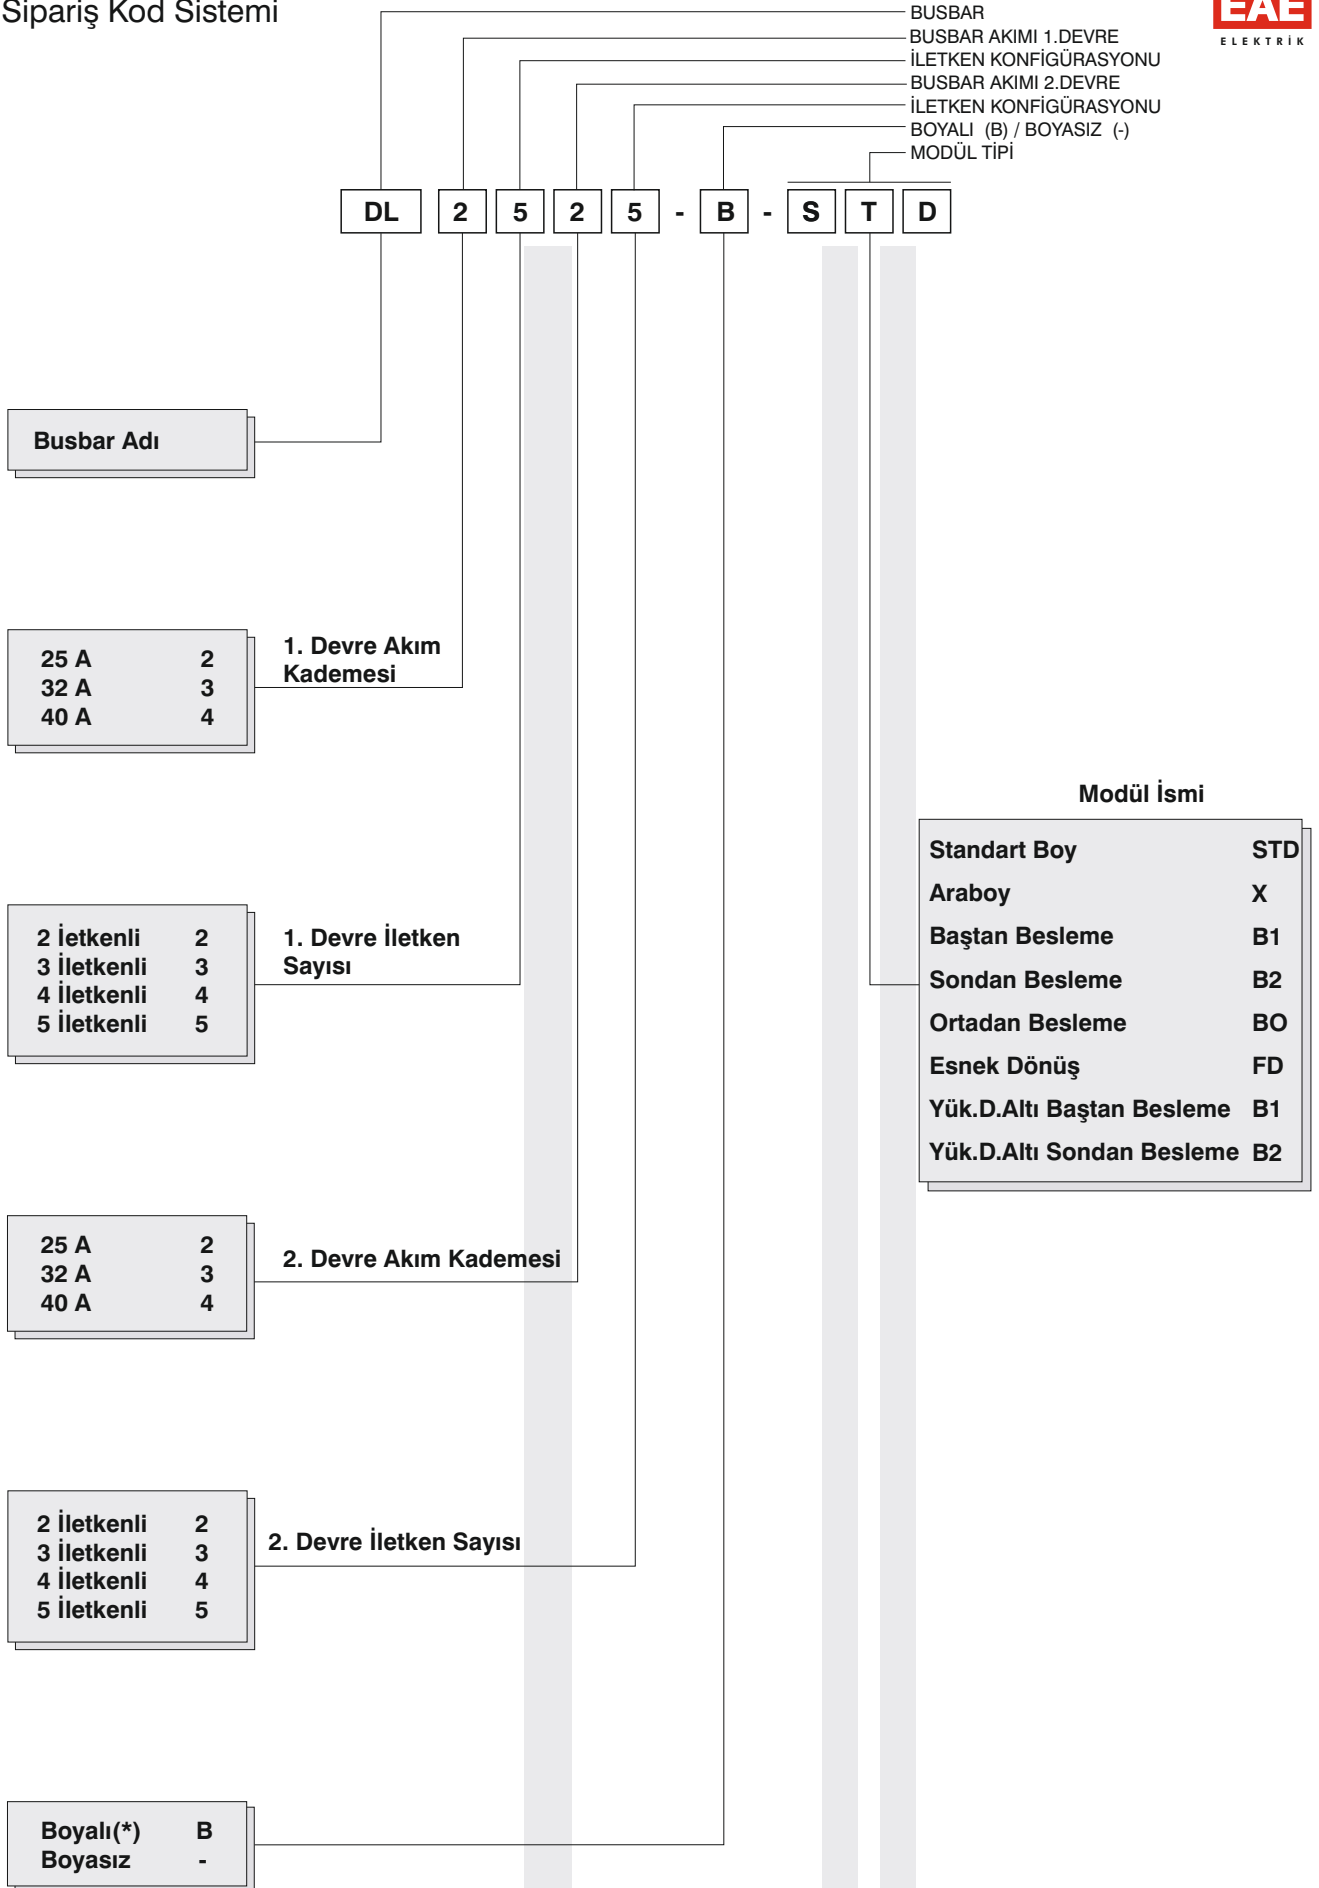 Sipariş Kod Sistemi
EAE
ELEKTRİK
BUSBAR
BUSBAR AKIMI 1.DEVRE
İLETKEN KONFİGÜRASYONU
BUSBAR AKIMI 2.DEVRE
İLETKEN KONFİGÜRASYONU
BOYALI (B) / BOYASIZ (-)
MODÜL TİPİ
DL 2 5 2 5 - B - S T D
Busbar Adı
1. Devre Akım
Kademesi
25 A 2
32 A 3
40 A 4
Modül İsmi
Standart Boy STD
Araboy X
Baştan Besleme B1
Sondan Besleme B2
Ortadan Besleme BO
Esnek Dönüş FD
Yük.D.Altı Baştan Besleme B1
Yük.D.Altı Sondan Besleme B2
1. Devre İletken
Sayısı
2 İetkenli 2
3 İletkenli 3
4 İletkenli 4
5 İletkenli 5
2. Devre Akım Kademesi
25 A 2
32 A 3
40 A 4
2. Devre İletken Sayısı
2 İletkenli 2
3 İletkenli 3
4 İletkenli 4
5 İletkenli 5
Boyalı(*) B
Boyasız -